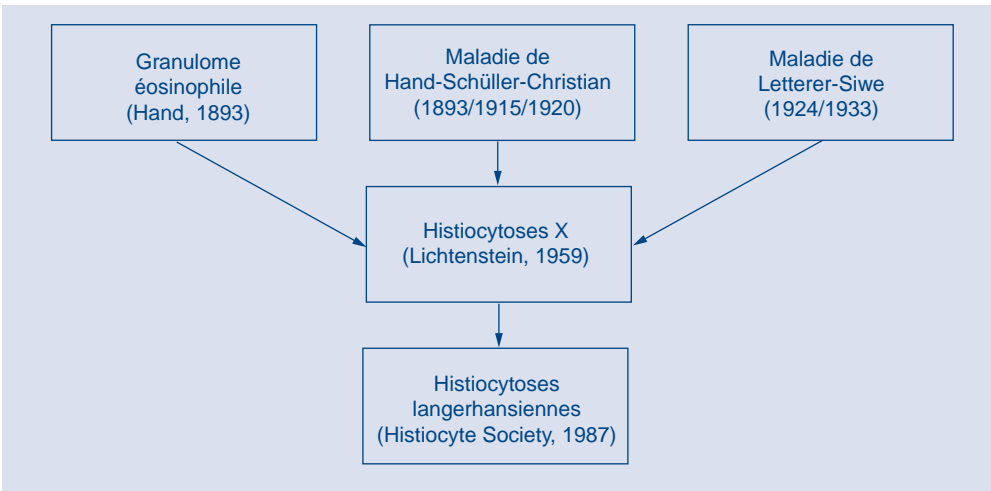 Granulome
éosinophile
(Hand, 1893)
Maladie de
Hand-Schüller-Christian
(1893/1915/1920)
Maladie de
Letterer-Siwe
(1924/1933)
Histiocytoses X
(Lichtenstein, 1959)
Histiocytoses
langerhansiennes
(Histiocyte Society, 1987)